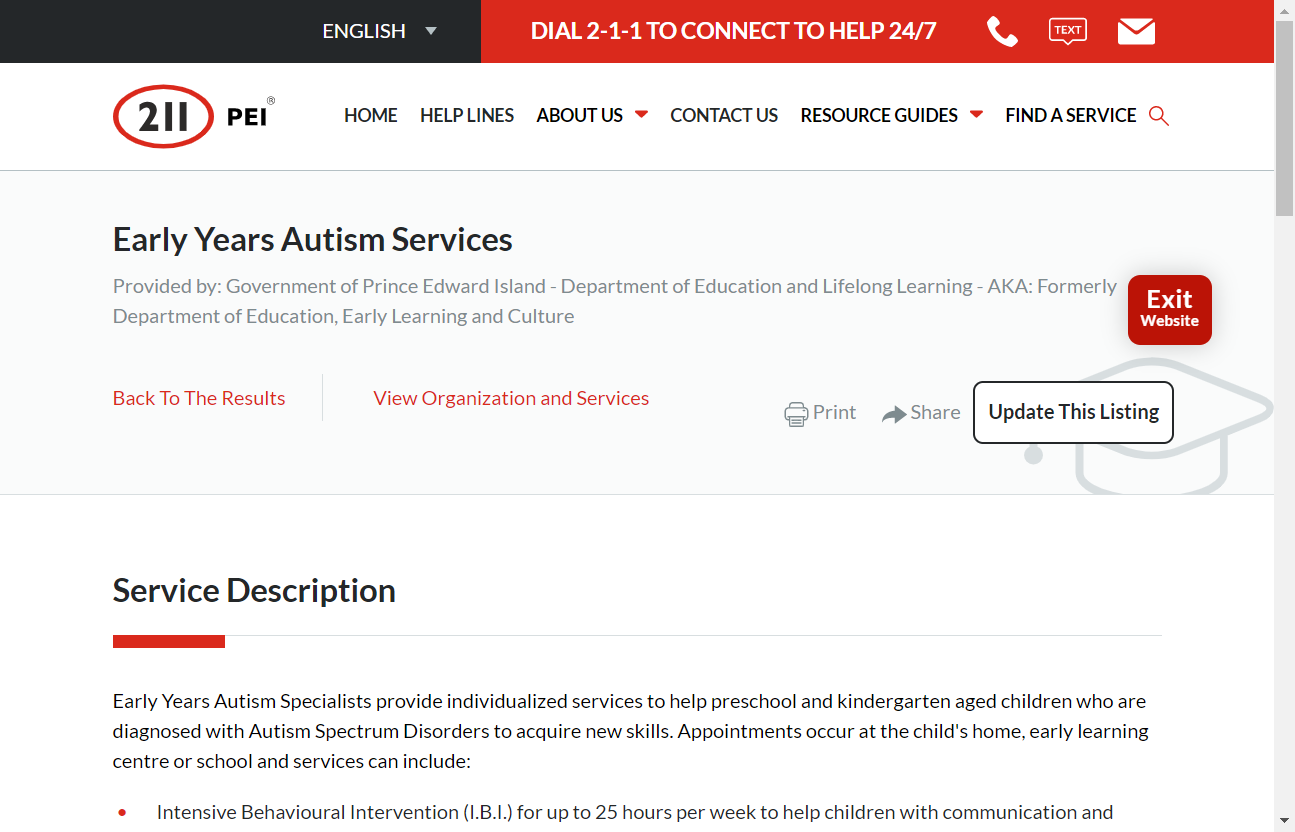 ENGLISH
DIAL 2-1-1 TO CONNECT TO HELP 24/7
TEXT
211 PEI®
HOME
HELP LINES
ABOUT US
CONTACT US
RESOURCE GUIDES
FIND A SERVICE
Early Years Autism Services
Provided by: Government of Prince Edward Island - Department of Education and Lifelong Learning - AKA: Formerly
Department of Education, Early Learning and Culture
Exit
Website
Back To The Results
View Organization and Services
Print
Share
Update This Listing
Service Description
Early Years Autism Specialists provide individualized services to help preschool and kindergarten aged children who are
diagnosed with Autism Spectrum Disorders to acquire new skills. Appointments occur at the child's home, early learning
centre or school and services can include:
• Intensive Behavioural Intervention (I.B.I.) for up to 25 hours per week to help children with communication and